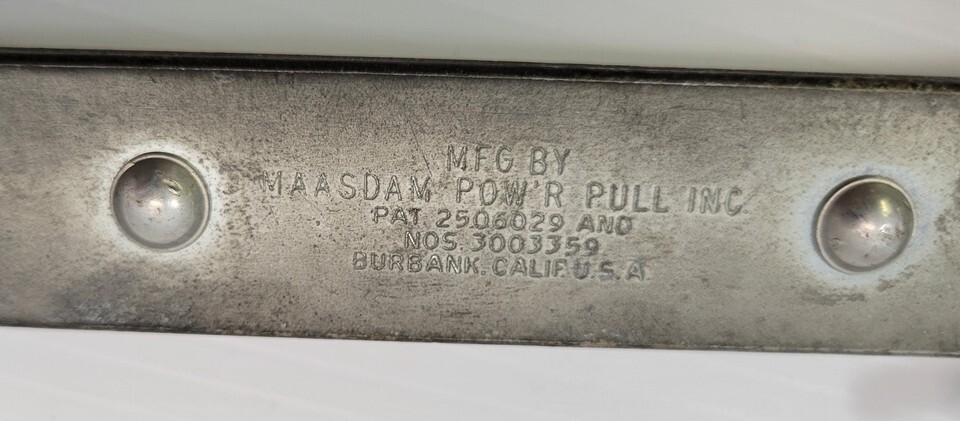 MFG BY
MAASDAM POW'R PULL INC.
PAT. 2506029 AND
NOS. 3003359
BURBANK. CALIF. U.S.A.